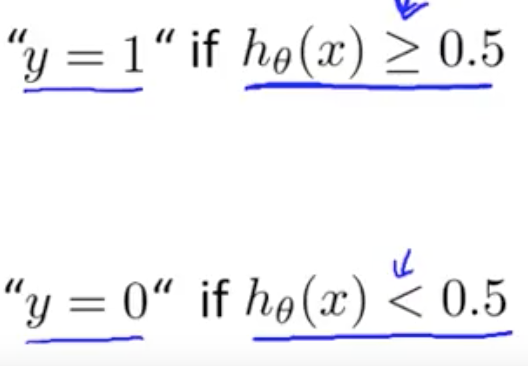 “y = 1“ if hθ(x) ≥ 0.5
“y = 0“ if hθ(x) < 0.5